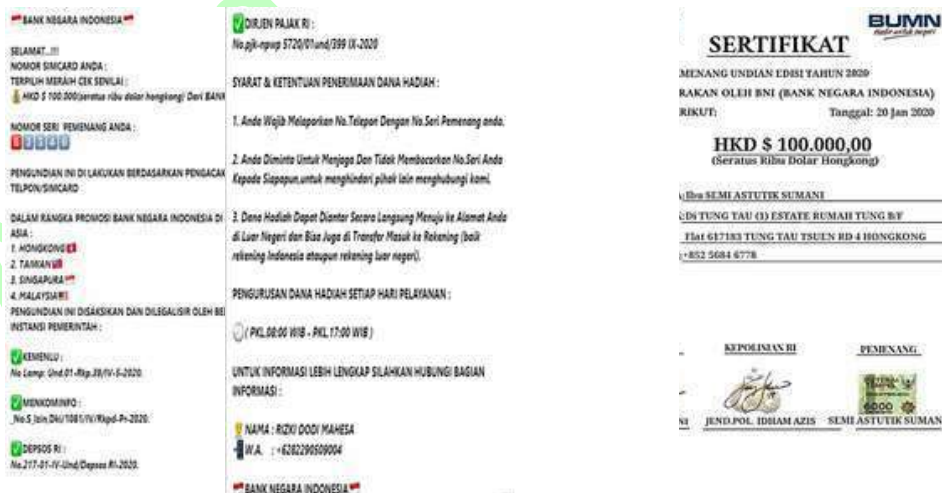 BANK NEGARA INDONESIA
SELAMAT...!!!
NOMOR SIMCARD ANDA :
TERPILIH MERAIH CEK SENILAI :
HKD $ 100.000(seratus ribu dolar hongkong) Dari BANK
NOMOR SERI PEMENANG ANDA :
PENGUNDIAN INI DI LAKUKAN BERDASARKAN PENGACAK
TELPON/SIMCARD
DALAM RANGKA PROMOSI BANK NEGARA INDONESIA DI
ASIA :
1. HONGKONG
2. TAIWAN
3. SINGAPURA
4. MALAYSIA
PENGUNDIAN INI DISAKSIKAN DAN DILEGALISIR OLEH BE
INSTANSI PEMERINTAH :
KEMENLU :
No Lamp: Und.01-Rkp.39/IV-5-2020.
MENKOMINFO :
_No.S_Izin.Dki/1081/IV/Rkpd-Pr-2020.
DEPSOS RI :
No.217-01-IV-Und/Depsos RI-2020.
DIRJEN PAJAK RI :
No.pjk-npwp 5720/01und/399 IX-2020
SYARAT & KETENTUAN PENERIMAAN DANA HADIAH :
1. Anda Wajib Melaporkan No.Telepon Dengan No.Seri Pemenang anda.
2. Anda Diminta Untuk Menjaga Dan Tidak Membocorkan No.Seri Anda
Kepada Siapapun,untuk menghindari pihak lain menghubungi kami.
3. Dana Hadiah Dapat Diantar Secara Langsung Menuju ke Alamat Anda
di Luar Negeri dan Bisa Juga di Transfer Masuk ke Rekening (baik
rekening Indonesia ataupun rekening luar negeri).
PENGURUSAN DANA HADIAH SETIAP HARI PELAYANAN :
( PKL.08:00 WIB - PKL.17:00 WIB )
UNTUK INFORMASI LEBIH LENGKAP SILAHKAN HUBUNGI BAGIAN
INFORMASI :
NAMA : RIZKI DODI MAHESA
W.A. : +6282290509004
BANK NEGARA INDONESIA
BUMN
Hadir untuk negeri
SERTIFIKAT
MENANG UNDIAN EDISI TAHUN 2020
RAKAN OLEH BNI (BANK NEGARA INDONESIA)
RIKUT: Tanggal: 20 Jan 2020
HKD $ 100.000,00
(Seratus Ribu Dolar Hongkong)
Ibu SEMI ASTUTIK SUMANI
Di TUNG TAU (1) ESTATE RUMAH TUNG B/F
Flat 617183 TUNG TAU TSUEN RD 4 HONGKONG
+852 5684 6778
KEPOLISIAN RI PEMENANG
6000
NI JEND.POL. IDHAM AZIS SEMI ASTUTIK SUMAN